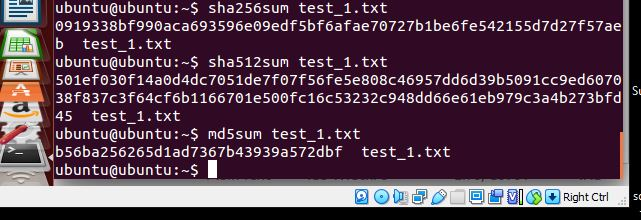 ubuntu@ubuntu:~$ sha256sum test_1.txt
0919338bf990aca693596e09edf5bf6afae70727b1be6fe542155d7d27f57ae
b  test_1.txt
ubuntu@ubuntu:~$ sha512sum test_1.txt
501ef030f14a0d4dc7051de7f07f56fe5e808c46957dd6d39b5091cc9ed6070
38f837c3f64cf6b1166701e500fc16c53232c948dd66e61eb979c3a4b273bfd
45  test_1.txt
ubuntu@ubuntu:~$ md5sum test_1.txt
b56ba256265d1ad7367b43939a572dbf  test_1.txt
ubuntu@ubuntu:~$
Right Ctrl